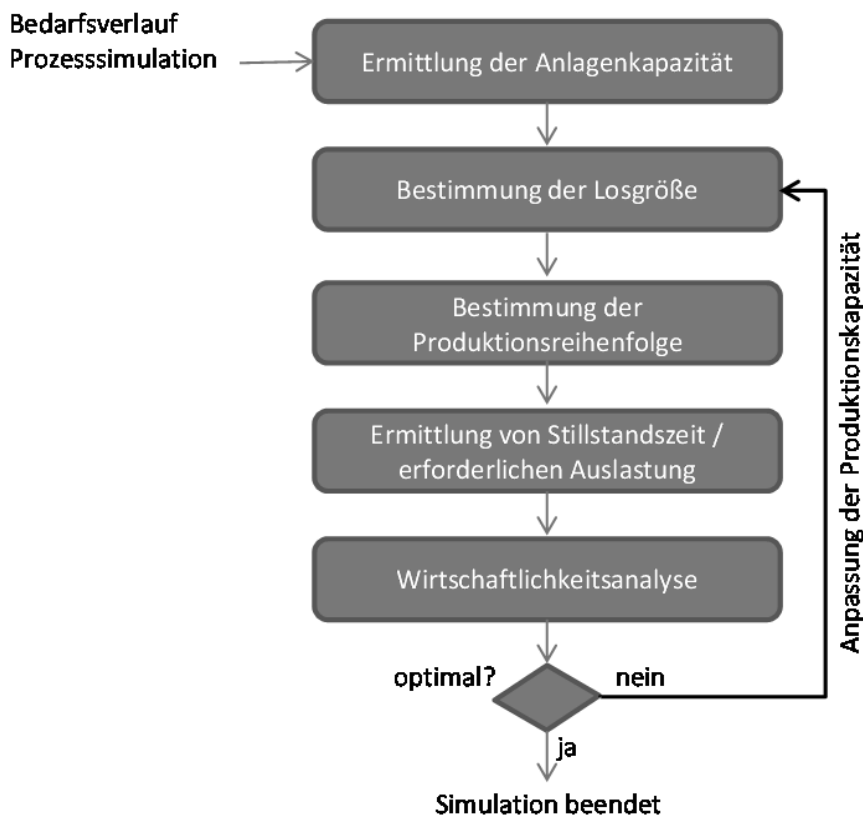 Bedarfsverlauf
Prozesssimulation
Ermittlung der Anlagenkapazität
Bestimmung der Losgröße
Bestimmung der
Produktionsreihenfolge
Ermittlung von Stillstandszeit /
erforderlichen Auslastung
Wirtschaftlichkeitsanalyse
optimal?
nein
ja
Simulation beendet
Anpassung der Produktionskapazität